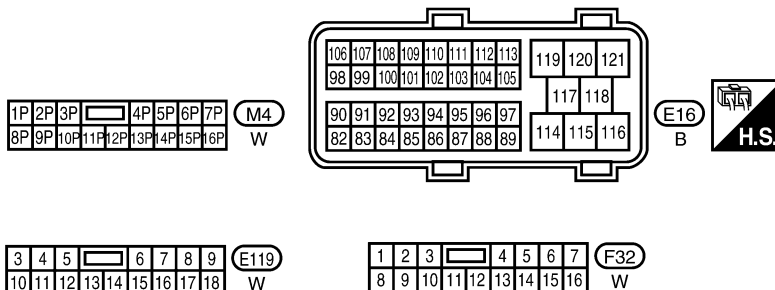 106 107 108 109 110 111 112 113
98 99 100 101 102 103 104 105
119 120 121
117 118
90 91 92 93 94 95 96 97
82 83 84 85 86 87 88 89
114 115 116
E16
B
H.S.
1P 2P 3P 4P 5P 6P 7P
8P 9P 10P 11P 12P 13P 14P 15P 16P
M4
W
3 4 5 6 7 8 9
10 11 12 13 14 15 16 17 18
E119
W
1 2 3 4 5 6 7
8 9 10 11 12 13 14 15 16
F32
W